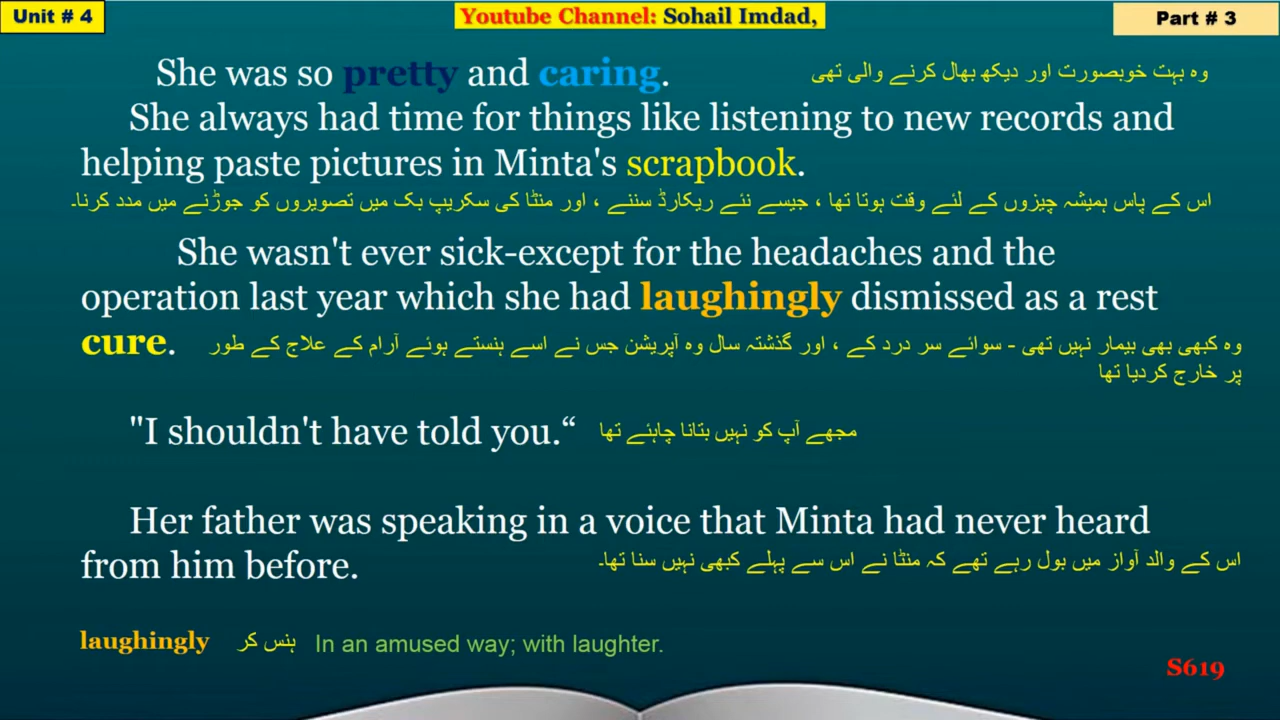 Unit # 4
Youtube Channel: Sohail Imdad,
Part # 3
She was so pretty and caring.
وہ بہت خوبصورت اور دیکھ بھال کرنے والی تھی
She always had time for things like listening to new records and
helping paste pictures in Minta's scrapbook.
اس کے پاس ہمیشہ چیزوں کے لئے وقت ہوتا تھا ، جیسے نئے ریکارڈ سننے ، اور منٹا کی سکریپ بک میں تصویروں کو جوڑنے میں مدد کرنا۔
She wasn't ever sick-except for the headaches and the
operation last year which she had laughingly dismissed as a rest
cure.
وہ کبھی بھی بیمار نہیں تھی - سوائے سر درد کے ، اور گذشتہ سال وہ آپریشن جس نے اسے ہنستے ہوئے آرام کے علاج کے طور
پر خارج کردیا تھا
"I shouldn't have told you.“
مجھے آپ کو نہیں بتانا چاہئے تھا
Her father was speaking in a voice that Minta had never heard
from him before.
اس کے والد آواز میں بول رہے تھے کہ منٹا نے اس سے پہلے کبھی نہیں سنا تھا۔
laughingly ہنس کر In an amused way; with laughter.
S619